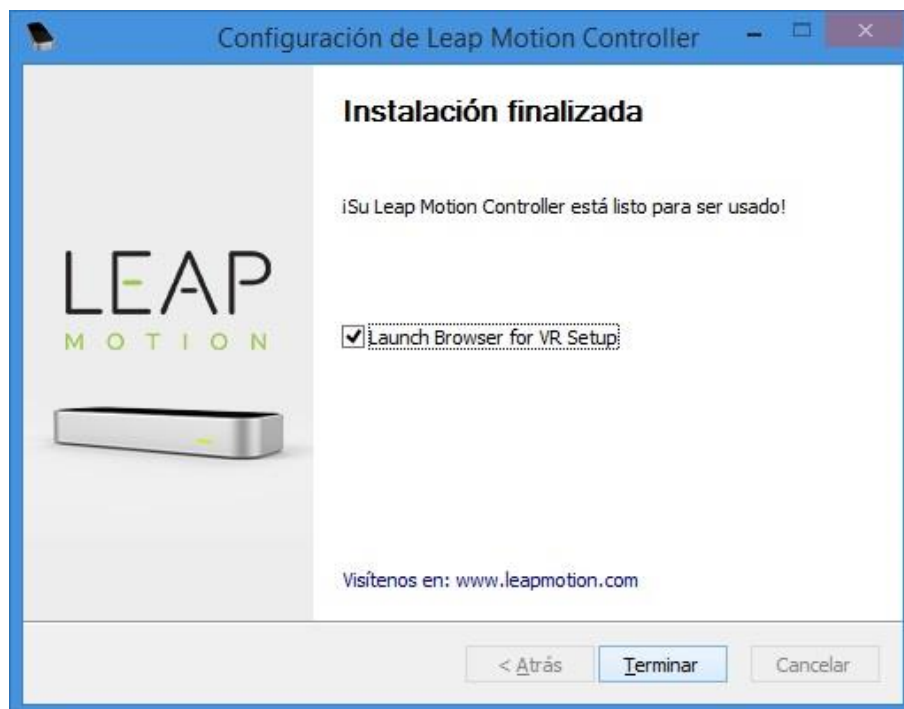 Configuración de Leap Motion Controller
Instalación finalizada
¡Su Leap Motion Controller está listo para ser usado!
LEAP
MOTION
Launch Browser for VR Setup
Visítenos en: www.leapmotion.com
< Atrás
Terminar
Cancelar